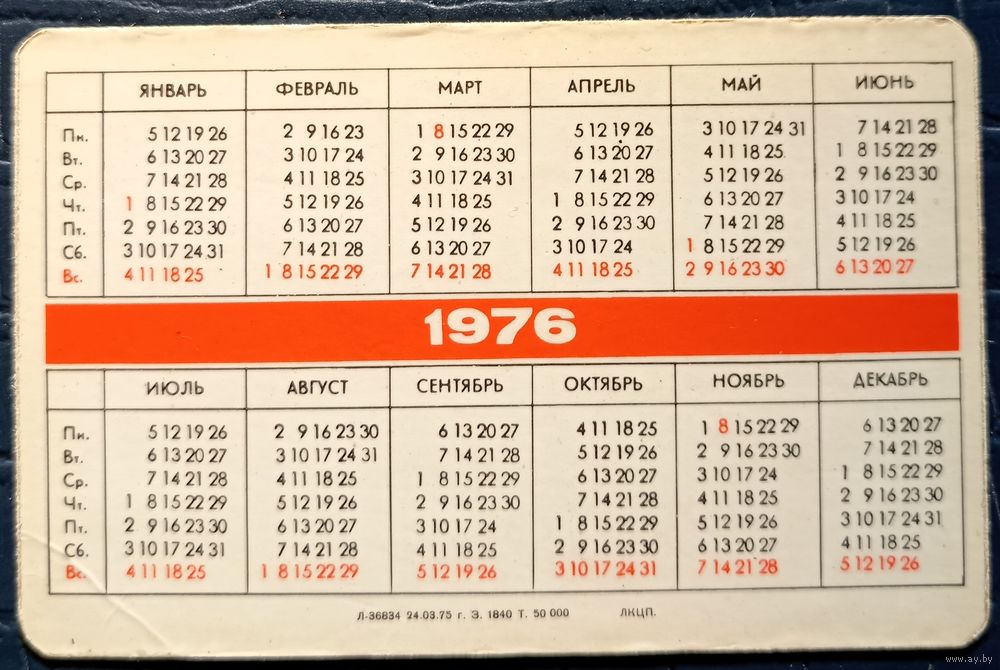 ЯНВАРЬ ФЕВРАЛЬ МАРТ АПРЕЛЬ МАЙ ИЮНЬ
Пн. 5 12 19 26 2 9 16 23 1 8 15 22 29 5 12 19 26 3 10 17 24 31 7 14 21 28
Вт. 6 13 20 27 3 10 17 24 2 9 16 23 30 6 13 20 27 4 11 18 25 1 8 15 22 29
Ср. 7 14 21 28 4 11 18 25 3 10 17 24 31 7 14 21 28 5 12 19 26 2 9 16 23 30
Чт. 1 8 15 22 29 5 12 19 26 4 11 18 25 1 8 15 22 29 6 13 20 27 3 10 17 24
Пт. 2 9 16 23 30 6 13 20 27 5 12 19 26 2 9 16 23 30 7 14 21 28 4 11 18 25
Сб. 3 10 17 24 31 7 14 21 28 6 13 20 27 3 10 17 24 1 8 15 22 29 5 12 19 26
Вс. 4 11 18 25 1 8 15 22 29 7 14 21 28 4 11 18 25 2 9 16 23 30 6 13 20 27
1976
ИЮЛЬ АВГУСТ СЕНТЯБРЬ ОКТЯБРЬ НОЯБРЬ ДЕКАБРЬ
Пн. 5 12 19 26 2 9 16 23 30 6 13 20 27 4 11 18 25 1 8 15 22 29 6 13 20 27
Вт. 6 13 20 27 3 10 17 24 31 7 14 21 28 5 12 19 26 2 9 16 23 30 7 14 21 28
Ср. 7 14 21 28 4 11 18 25 1 8 15 22 29 6 13 20 27 3 10 17 24 1 8 15 22 29
Чт. 1 8 15 22 29 5 12 19 26 2 9 16 23 30 7 14 21 28 4 11 18 25 2 9 16 23 30
Пт. 2 9 16 23 30 6 13 20 27 3 10 17 24 1 8 15 22 29 5 12 19 26 3 10 17 24 31
Сб. 3 10 17 24 31 7 14 21 28 4 11 18 25 2 9 16 23 30 6 13 20 27 4 11 18 25
Вс. 4 11 18 25 1 8 15 22 29 5 12 19 26 3 10 17 24 31 7 14 21 28 5 12 19 26
Л-36834 24.03.75 г. З. 1840 Т. 50 000 ЛКЦП.
www.ay.by